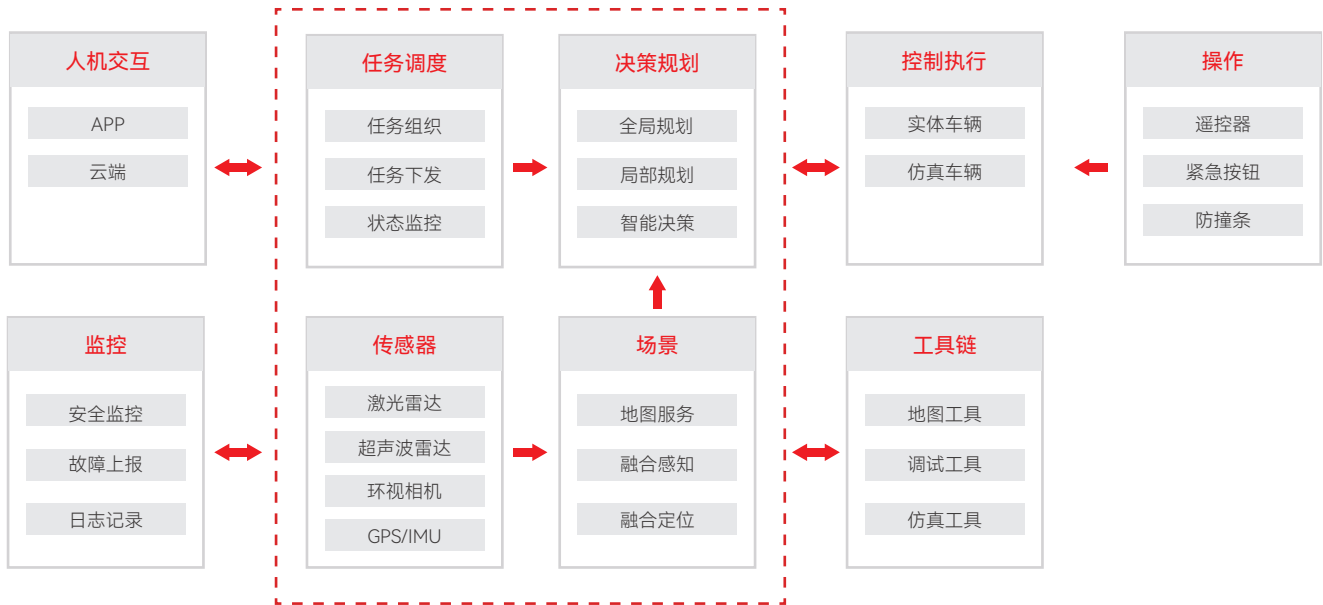 人机交互
APP
云端
任务调度
任务组织
任务下发
状态监控
决策规划
全局规划
局部规划
智能决策
控制执行
实体车辆
仿真车辆
操作
遥控器
紧急按钮
防撞条
监控
安全监控
故障上报
日志记录
传感器
激光雷达
超声波雷达
环视相机
GPS/IMU
场景
地图服务
融合感知
融合定位
工具链
地图工具
调试工具
仿真工具